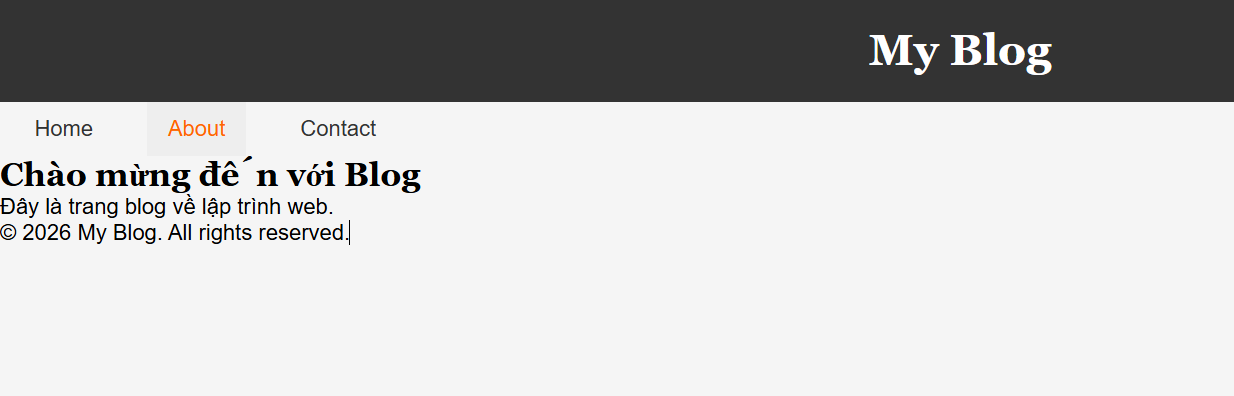 My Blog
Home About Contact
Chào mừng đến với Blog
Đây là trang blog về lập trình web.
© 2026 My Blog. All rights reserved.